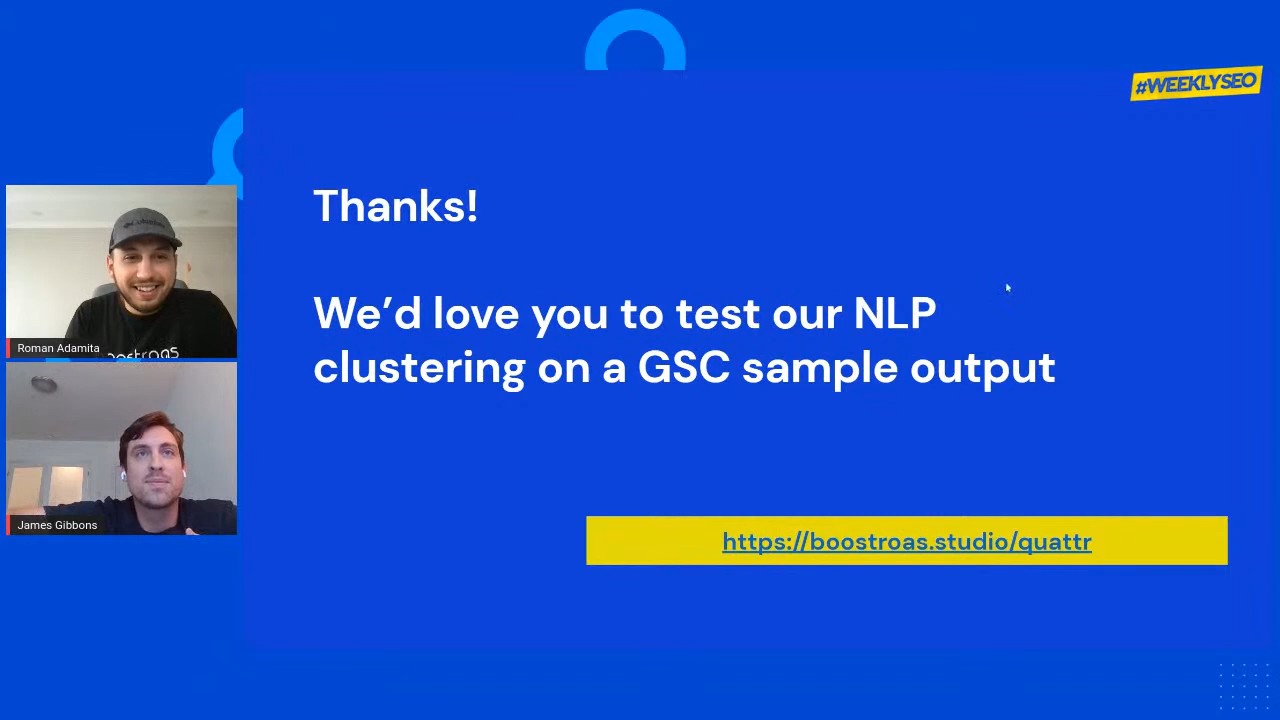 #WEEKLYSEO
Thanks!
We’d love you to test our NLP
clustering on a GSC sample output
https://boostroas.studio/quattr
Roman Adamita
James Gibbons